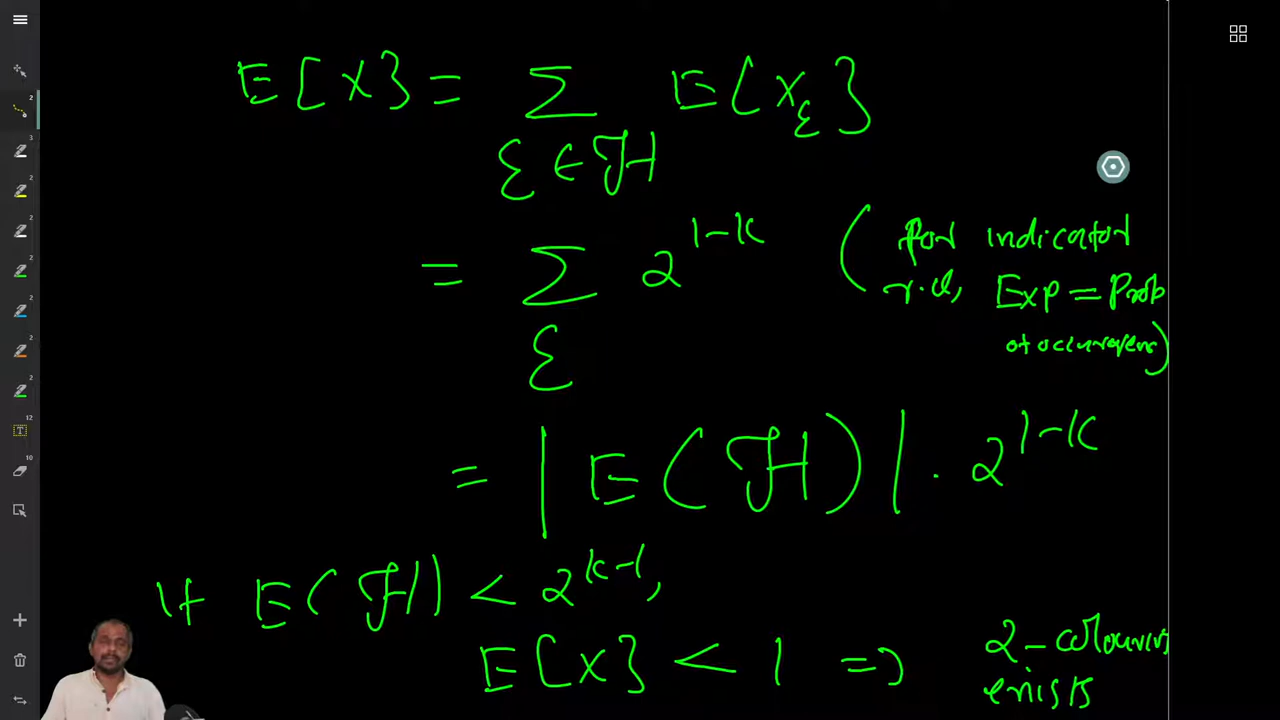 E[X] = ∑ E[X_ε]
ε ∈ ℋ
= ∑ 2^{1-k} (for indicator
r.v, Exp = Prob
ε
of occurrence)
= |E(ℋ)| . 2^{1-k}
If E(ℋ) < 2^{k-1},
E[X] < 1 => 2-colouring
exists